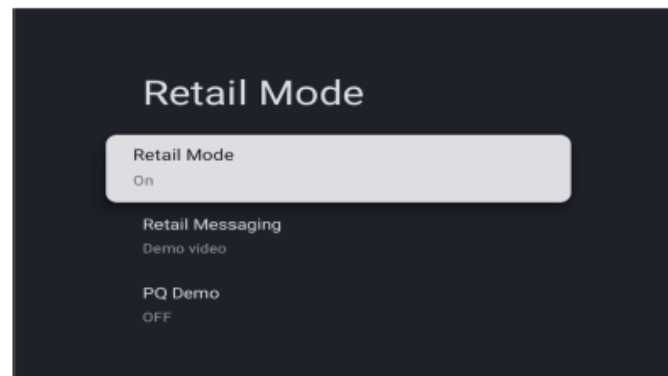 Retail Mode
Retail Mode
On
Retail Messaging
Demo video
PQ Demo
OFF